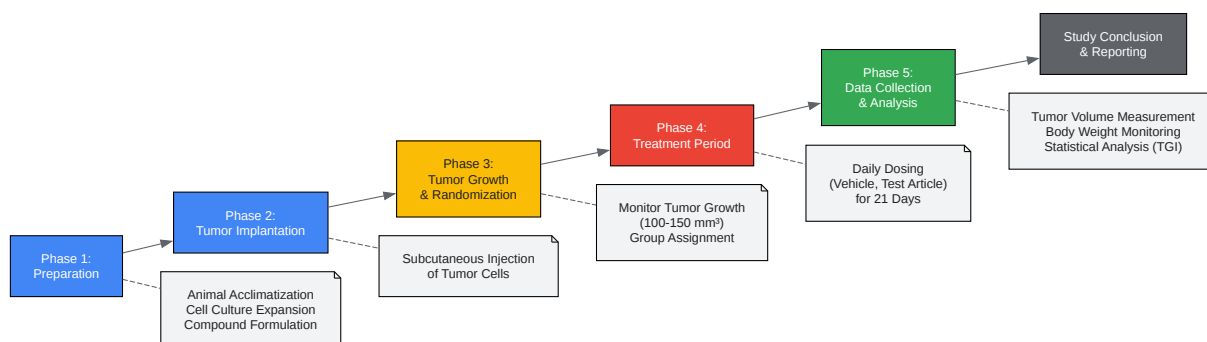 Phase 1:
Preparation
Animal Acclimatization
Cell Culture Expansion
Compound Formulation
Phase 2:
Tumor Implantation
Subcutaneous Injection
of Tumor Cells
Phase 3:
Tumor Growth
& Randomization
Monitor Tumor Growth
(100-150 mm³)
Group Assignment
Phase 4:
Treatment Period
Daily Dosing
(Vehicle, Test Article)
for 21 Days
Phase 5:
Data Collection
& Analysis
Tumor Volume Measurement
Body Weight Monitoring
Statistical Analysis (TGI)
Study Conclusion
& Reporting